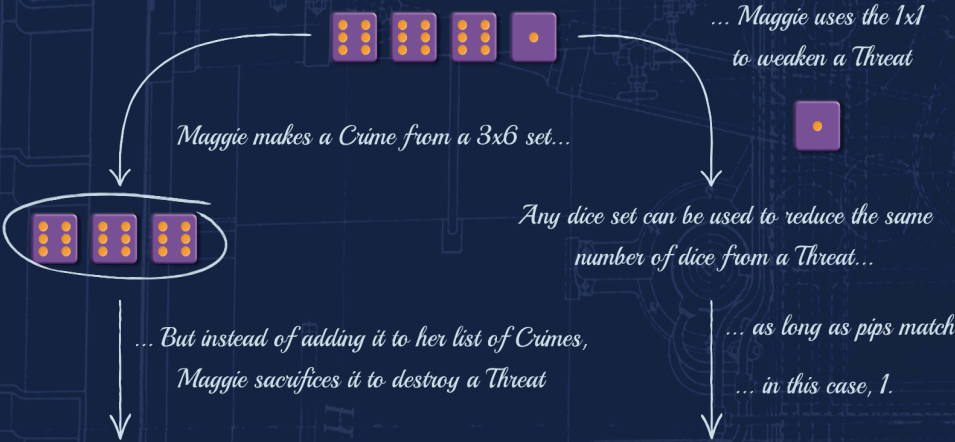 ... Maggie uses the 1x1
to weaken a Threat
Maggie makes a Crime from a 3x6 set...
Any dice set can be used to reduce the same
number of dice from a Threat...
... But instead of adding it to her list of Crimes,
Maggie sacrifices it to destroy a Threat
... as long as pips match
... in this case, 1.